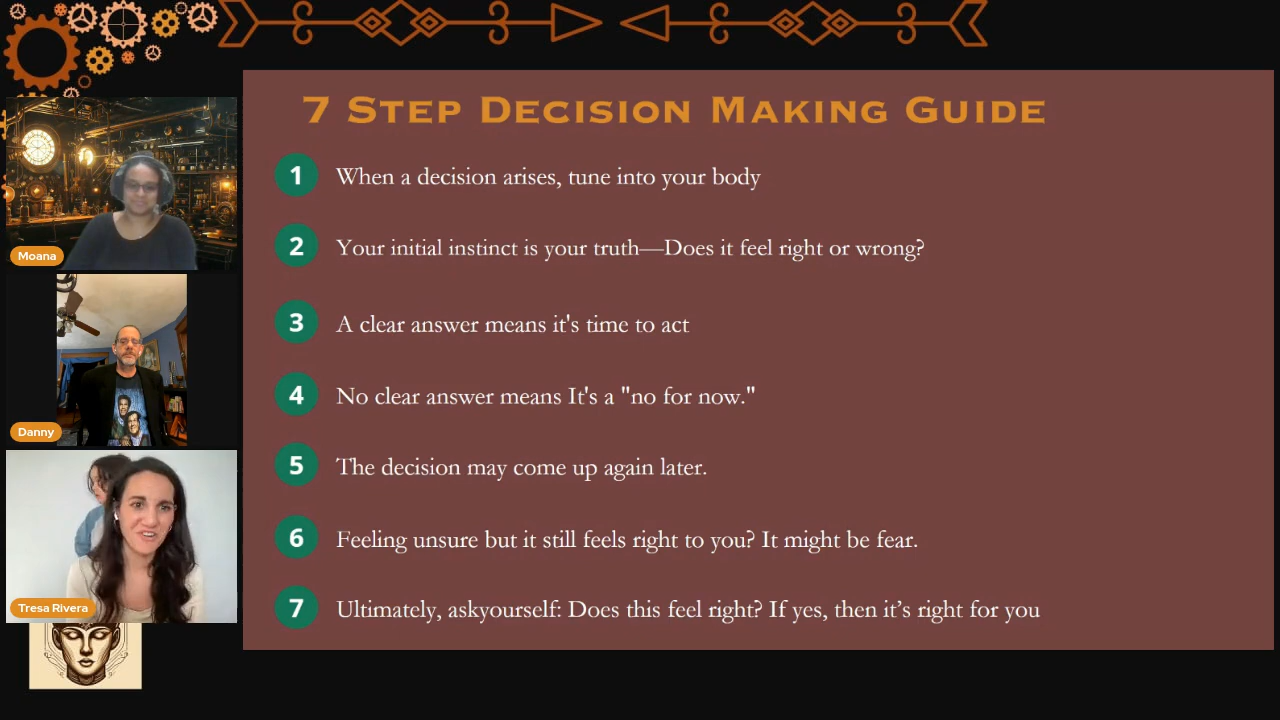 7 Step Decision Making Guide
1 When a decision arises, tune into your body
2 Your initial instinct is your truth—Does it feel right or wrong?
3 A clear answer means it's time to act
4 No clear answer means It's a "no for now."
5 The decision may come up again later.
6 Feeling unsure but it still feels right to you? It might be fear.
7 Ultimately, askyourself: Does this feel right? If yes, then it’s right for you
Moana
Danny
Tresa Rivera